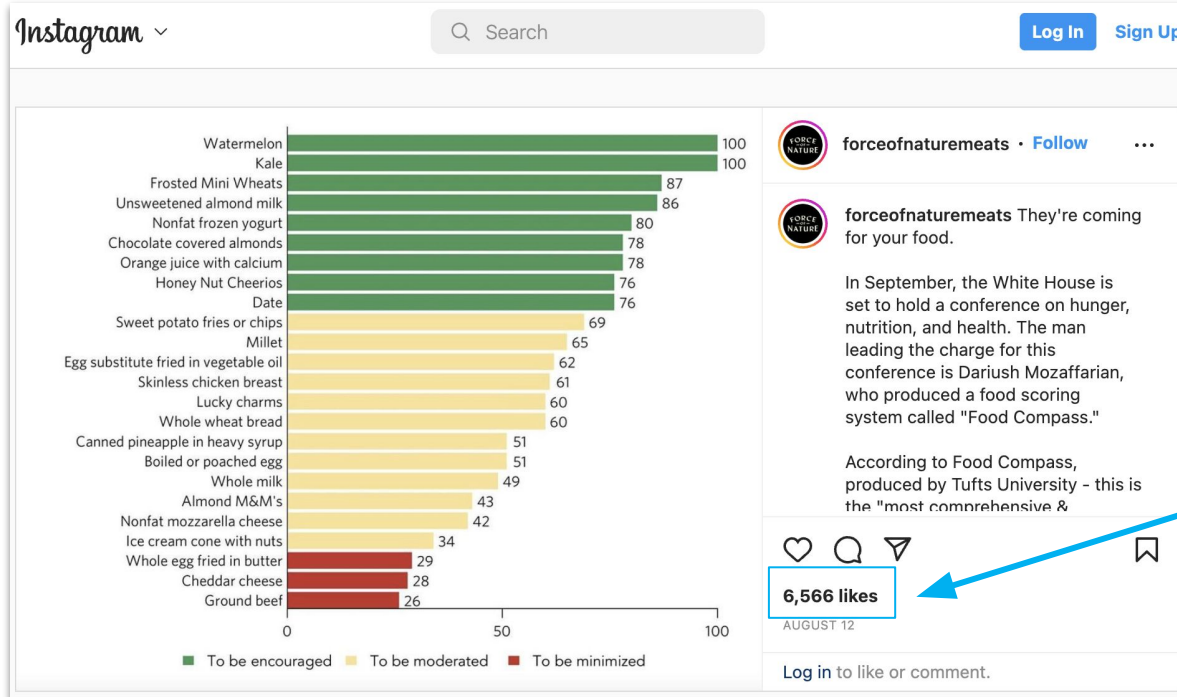 Instagram
Search
Log In
Sign Up
Watermelon 100
Kale 100
Frosted Mini Wheats 87
Unsweetened almond milk 86
Nonfat frozen yogurt 80
Chocolate covered almonds 78
Orange juice with calcium 78
Honey Nut Cheerios 76
Date 76
Sweet potato fries or chips 69
Millet 65
Egg substitute fried in vegetable oil 62
Skinless chicken breast 61
Lucky charms 60
Whole wheat bread 60
Canned pineapple in heavy syrup 51
Boiled or poached egg 51
Whole milk 49
Almond M&M's 43
Nonfat mozzarella cheese 42
Ice cream cone with nuts 34
Whole egg fried in butter 29
Cheddar cheese 28
Ground beef 26
0 50 100
To be encouraged To be moderated To be minimized
FORCE
OF
NATURE
forceofnaturemeats • Follow
FORCE
OF
NATURE
forceofnaturemeats They're coming
for your food.
In September, the White House is
set to hold a conference on hunger,
nutrition, and health. The man
leading the charge for this
conference is Dariush Mozaffarian,
who produced a food scoring
system called "Food Compass."
According to Food Compass,
produced by Tufts University - this is
the "most comprehensive &
6,566 likes
AUGUST 12
Log in to like or comment.